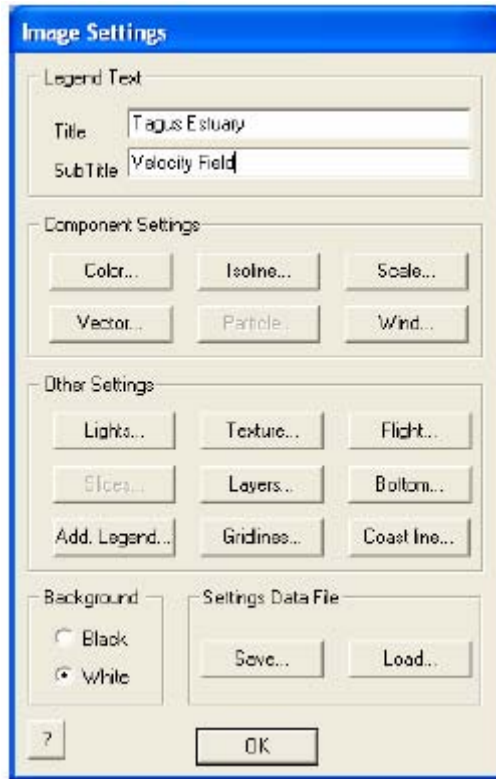 Image Settings
Legend Text
Title Tagus Estuary
SubTitle Velocity Field
Component Settings
Color... Isoline... Scale...
Vector... Particle... Wind...
Other Settings
Lights... Texture... Flight...
Slices... Layers... Bottom...
Add. Legend... Gridlines... Coast line...
Background Settings Data File
Black
White
Save... Load...
? OK